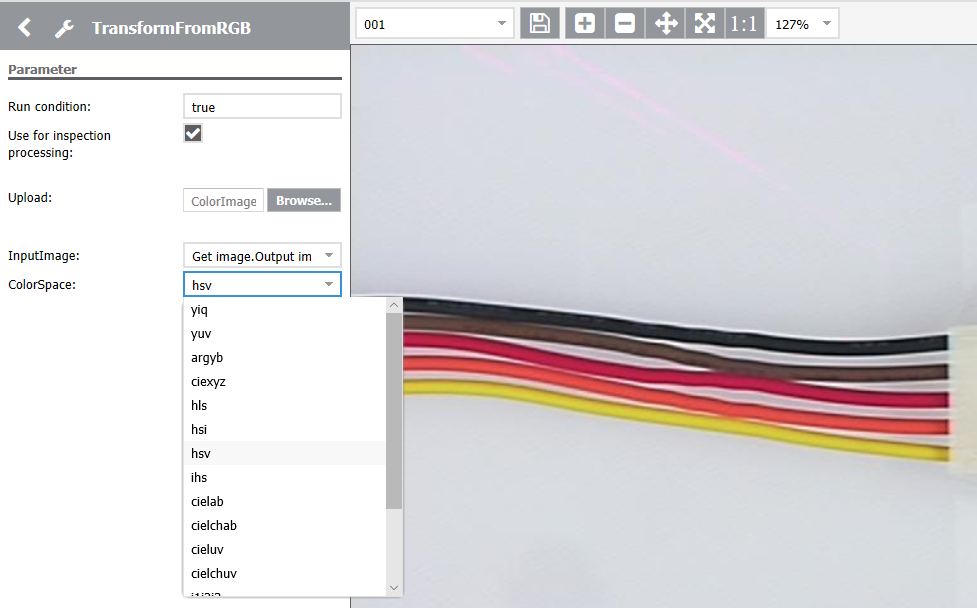 TransformFromRGB
001
1:1
127%
Parameter
Run condition:
true
Use for inspection
processing:
Upload:
ColorImage
Browse...
InputImage:
Get image.Output im
ColorSpace:
hsv
yiq
yuv
argyb
ciexyz
hls
hsi
hsv
ihs
cielab
cielchab
cieluv
cielchuv
i1i2i3